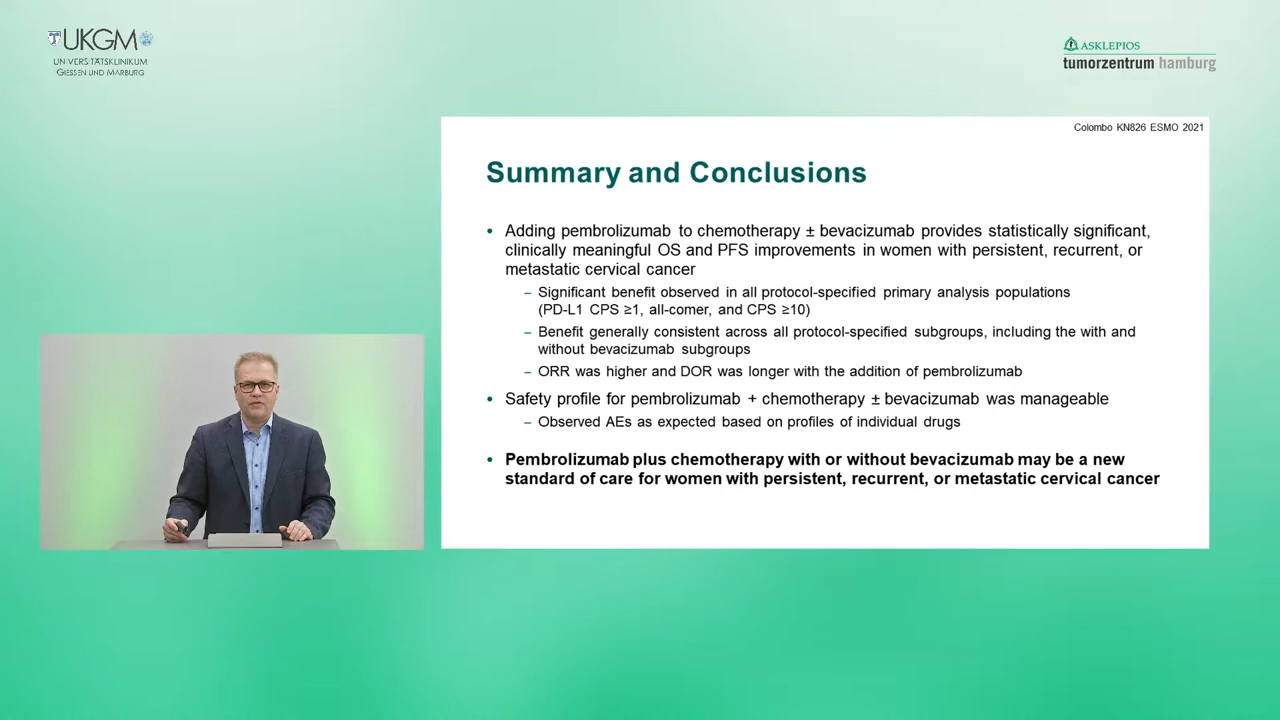 UKGM
UNIVERSITÄTSKLINIKUM
GIESSEN UND MARBURG
ASKLEPIOS
tumorzentrum hamburg
Colombo KN826 ESMO 2021
Summary and Conclusions
• Adding pembrolizumab to chemotherapy ± bevacizumab provides statistically significant,
clinically meaningful OS and PFS improvements in women with persistent, recurrent, or
metastatic cervical cancer
– Significant benefit observed in all protocol-specified primary analysis populations
(PD-L1 CPS ≥1, all-comer, and CPS ≥10)
– Benefit generally consistent across all protocol-specified subgroups, including the with and
without bevacizumab subgroups
– ORR was higher and DOR was longer with the addition of pembrolizumab
• Safety profile for pembrolizumab + chemotherapy ± bevacizumab was manageable
– Observed AEs as expected based on profiles of individual drugs
• Pembrolizumab plus chemotherapy with or without bevacizumab may be a new
standard of care for women with persistent, recurrent, or metastatic cervical cancer